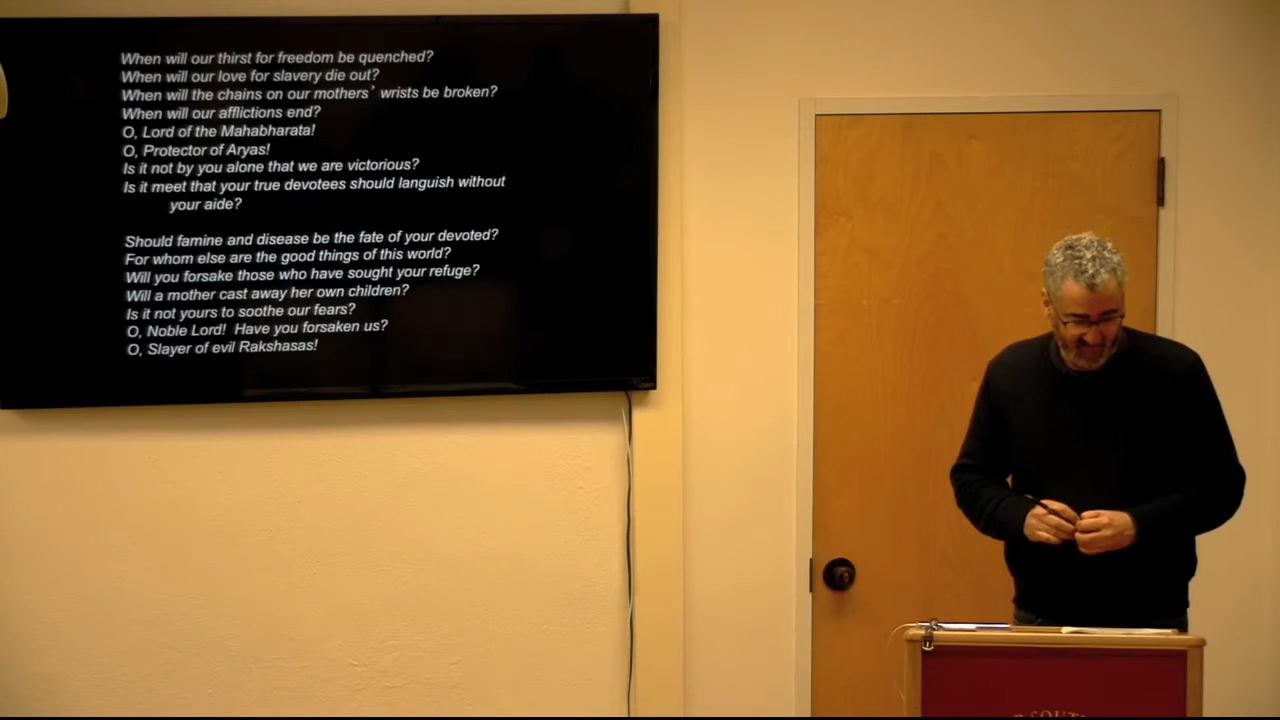 When will our thirst for freedom be quenched?
When will our love for slavery die out?
When will the chains on our mothers' wrists be broken?
When will our afflictions end?
O, Lord of the Mahabharata!
O, Protector of Aryas!
Is it not by you alone that we are victorious?
Is it meet that your true devotees should languish without
your aide?
Should famine and disease be the fate of your devoted?
For whom else are the good things of this world?
Will you forsake those who have sought your refuge?
Will a mother cast away her own children?
Is it not yours to soothe our fears?
O, Noble Lord! Have you forsaken us?
O, Slayer of evil Rakshasas!